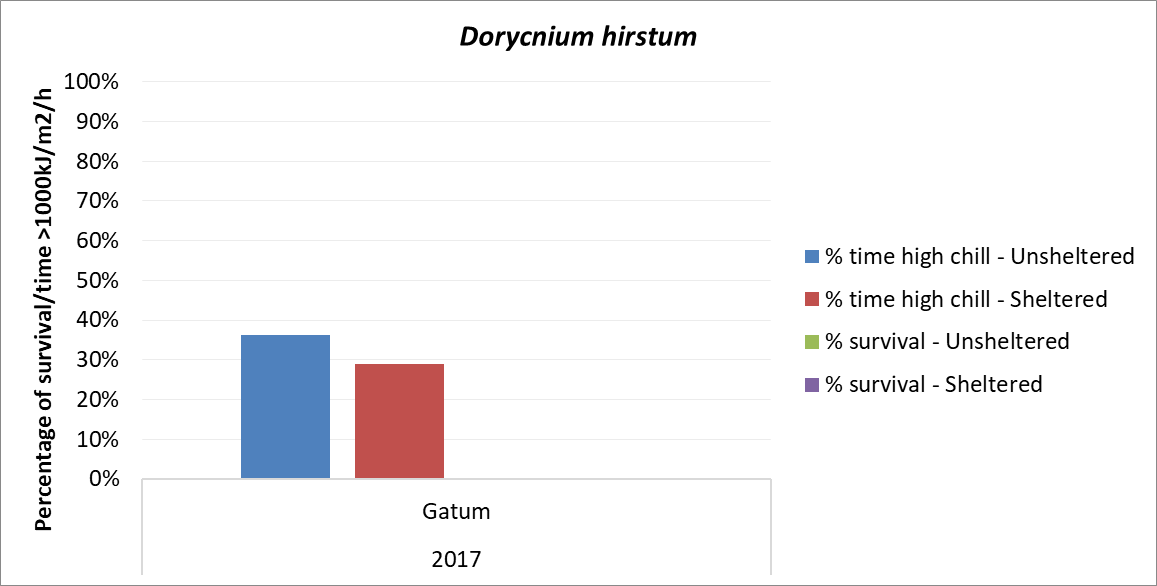 Dorycnium hirstum
Percentage of survival/time >1000kJ/m2/h
100%
90%
80%
70%
60%
50%
40%
30%
20%
10%
0%
Gatum
2017
% time high chill - Unsheltered
% time high chill - Sheltered
% survival - Unsheltered
% survival - Sheltered